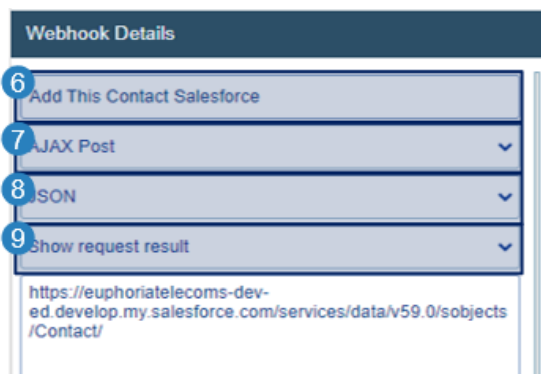 Webhook Details
6
Add This Contact Salesforce
7
AJAX Post
8
JSON
9
Show request result
https://euphoriatelecoms-dev-
ed.develop.my.salesforce.com/services/data/v59.0/sobjects
/Contact/